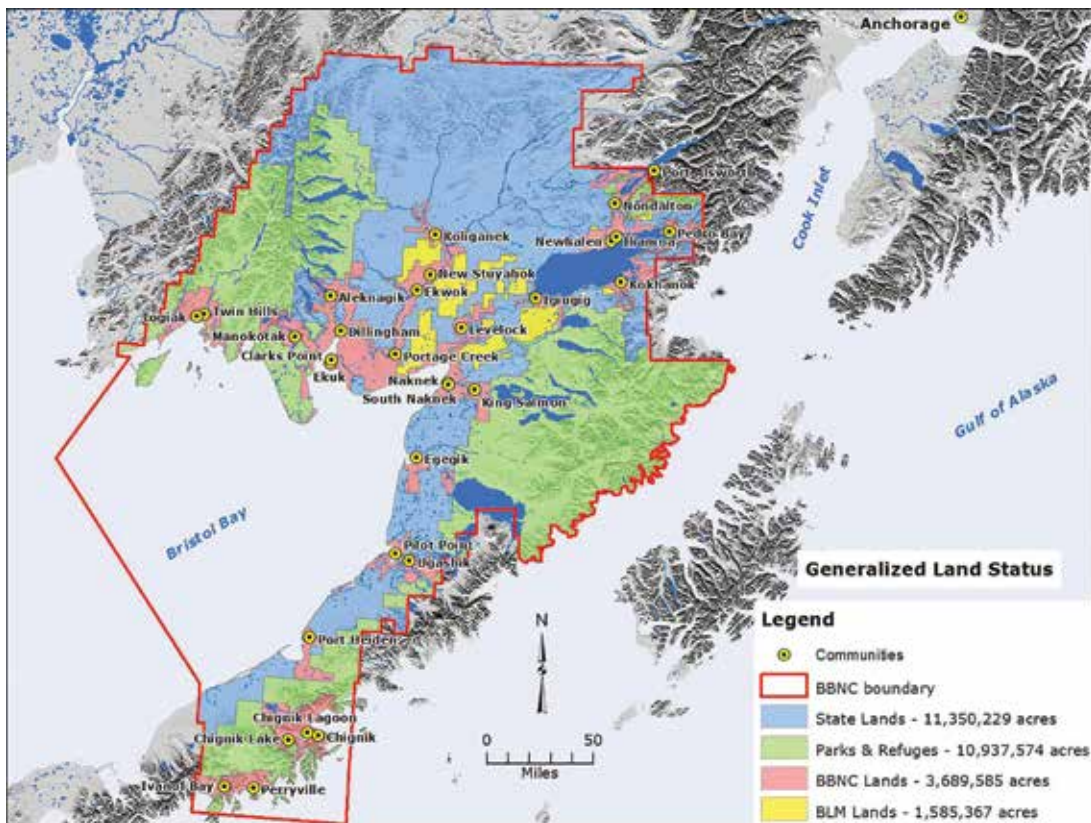 Anchorage
Port Alsworth
Cook Inlet
Nondalton
Pedro Bay
Koliganek
Newhalen
Iliamna
New Stuyahok
Kokhanok
Ekwok
Aleknagik
Igiugig
Togiak
Twin Hills
Dillingham
Levelock
Manokotak
Clarks Point
Portage Creek
Ekuk
Naknek
South Naknek
King Salmon
Gulf of Alaska
Egegik
Bristol Bay
Pilot Point
Ugashik
Generalized Land Status
N
Legend
Port Heiden
Communities
BBNC boundary
Chignik Lagoon
State Lands - 11,350,229 acres
Chignik Lake
Chignik
0 50
Miles
Parks & Refuges - 10,937,574 acres
Ivanof Bay
Perryville
BBNC Lands - 3,689,585 acres
BLM Lands - 1,585,367 acres